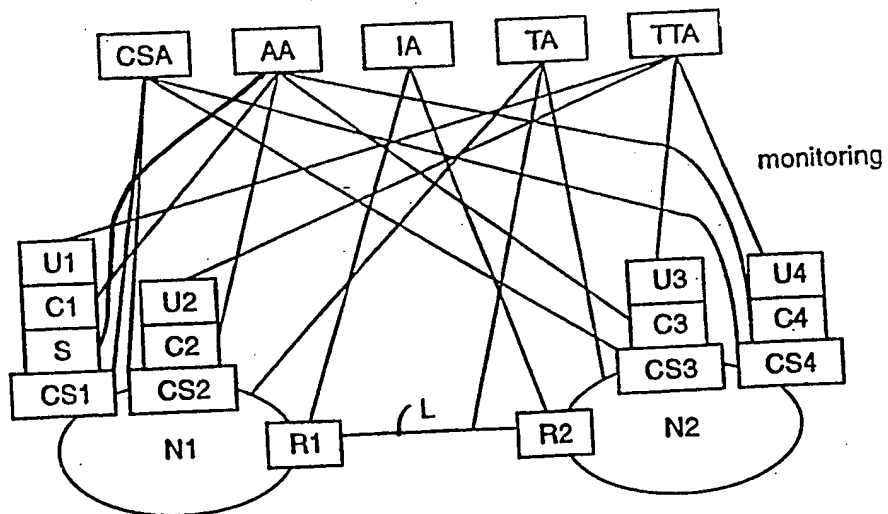 CSA AA IA TA TTA
monitoring
U1
C1
S
CS1
U2
C2
CS2
U3
C3
CS3
U4
C4
CS4
N1
R1
L
R2
N2